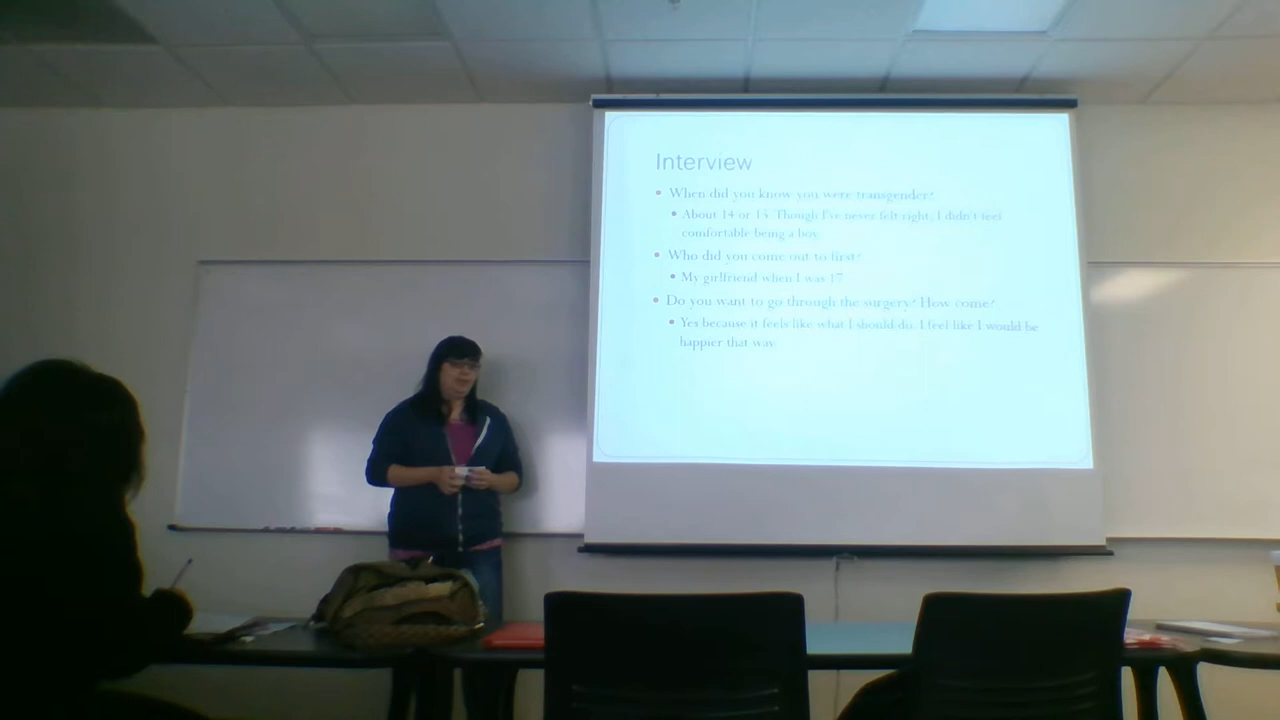 Interview
When did you know you were transgender?
About 14 or 15. Though I've never felt right, I didn't feel
comfortable being a boy.
Who did you come out to first?
My girlfriend when I was 17
Do you want to go through the surgery? How come?
Yes because it feels like what I should do. I feel like I would be
happier that way.